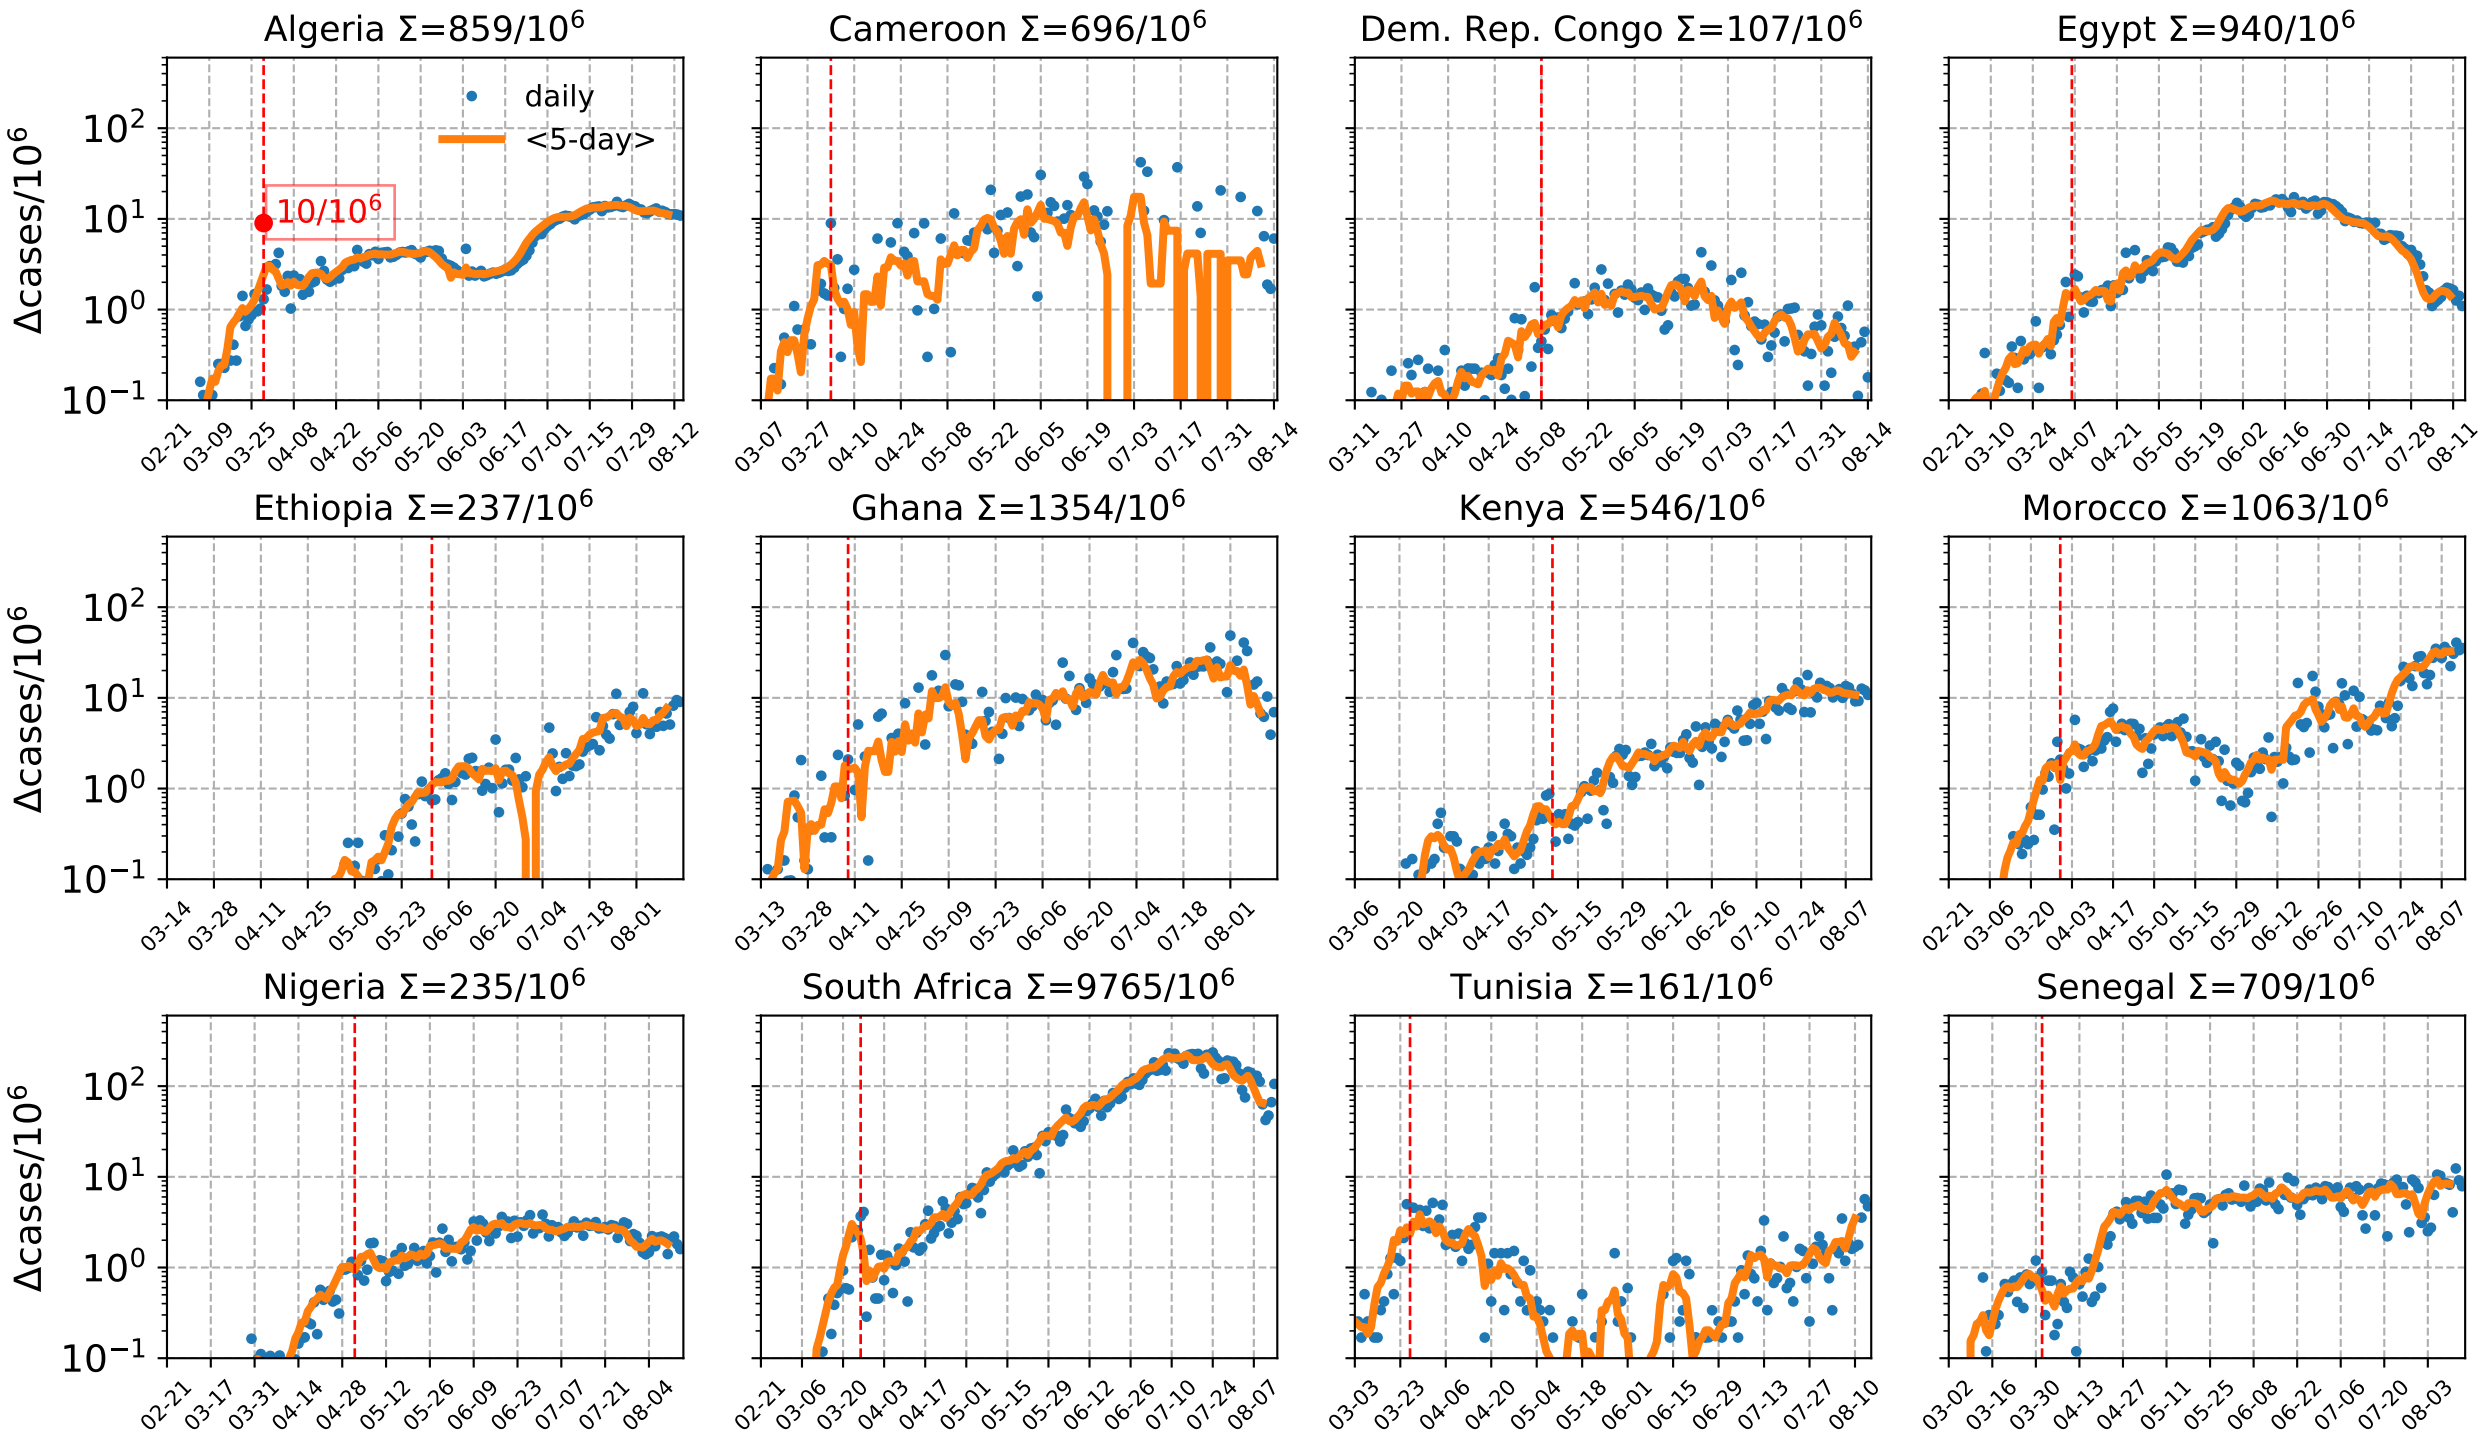 Algeria Σ=859/10⁶
Cameroon Σ=696/10⁶
Dem. Rep. Congo Σ=107/10⁶
Egypt Σ=940/10⁶
Δcases/10⁶
10²
10¹
10⁰
10⁻¹
daily
<5-day>
10/10⁶
02-21 03-09 03-25 04-08 04-22 05-06 05-20 06-03 06-17 07-01 07-15 07-29 08-12
03-07 03-27 04-10 04-24 05-08 05-22 06-05 06-19 07-03 07-17 07-31 08-14
03-11 03-27 04-10 04-24 05-08 05-22 06-05 06-19 07-03 07-17 07-31 08-14
02-21 03-10 03-24 04-07 04-21 05-05 05-19 06-02 06-16 06-30 07-14 07-28 08-11
Ethiopia Σ=237/10⁶
Ghana Σ=1354/10⁶
Kenya Σ=546/10⁶
Morocco Σ=1063/10⁶
Δcases/10⁶
10²
10¹
10⁰
10⁻¹
03-14 03-28 04-11 04-25 05-09 05-23 06-06 06-20 07-04 07-18 08-01
03-13 03-28 04-11 04-25 05-09 05-23 06-06 06-20 07-04 07-18 08-01
03-06 03-20 04-03 04-17 05-01 05-15 05-29 06-12 06-26 07-10 07-24 08-07
02-21 03-06 03-20 04-03 04-17 05-01 05-15 05-29 06-12 06-26 07-10 07-24 08-07
Nigeria Σ=235/10⁶
South Africa Σ=9765/10⁶
Tunisia Σ=161/10⁶
Senegal Σ=709/10⁶
Δcases/10⁶
10²
10¹
10⁰
10⁻¹
02-21 03-17 03-31 04-14 04-28 05-12 05-26 06-09 06-23 07-07 07-21 08-04
02-21 03-06 03-20 04-03 04-17 05-01 05-15 05-29 06-12 06-26 07-10 07-24 08-07
03-03 03-23 04-06 04-20 05-04 05-18 06-01 06-15 06-29 07-13 07-27 08-10
03-02 03-16 03-30 04-13 04-27 05-11 05-25 06-08 06-22 07-06 07-20 08-03